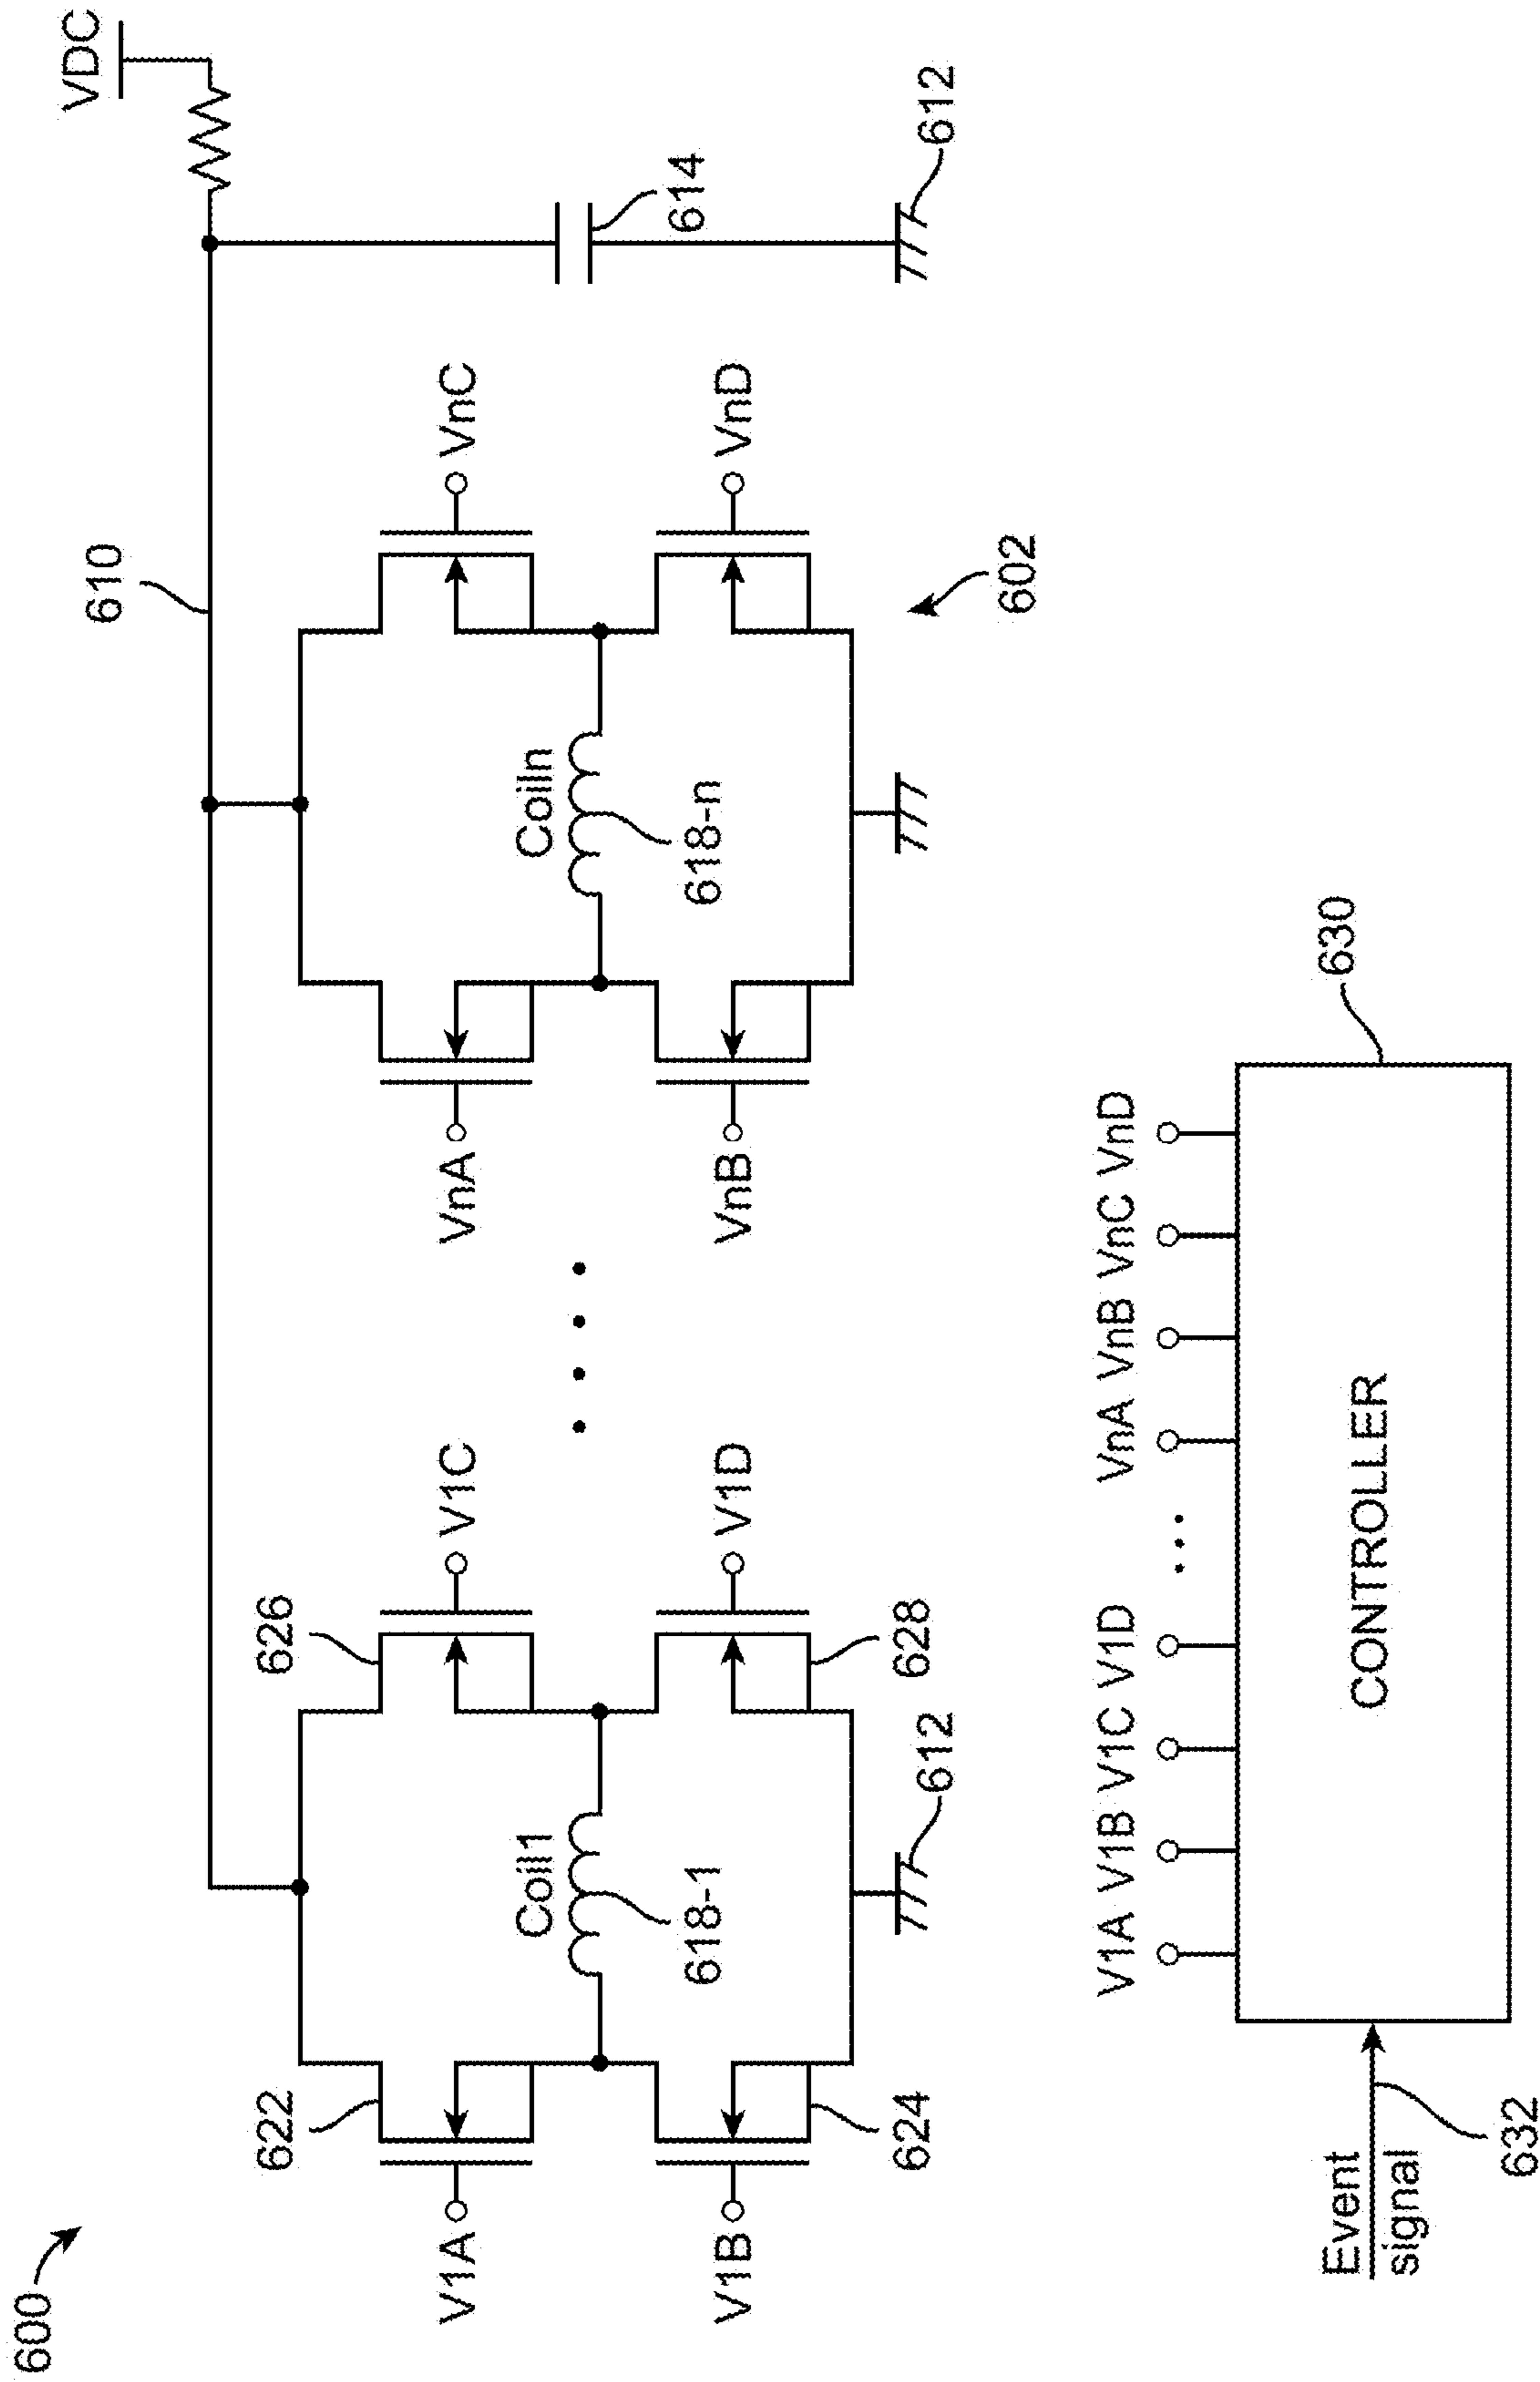 600
610
VDC
622
626
V1A
V1C
VnA
VnC
Coil1
Coiln
618-1
618-n
614
V1B
V1D
VnB
VnD
624
628
612
612
602
V1A V1B V1C V1D ... VnA VnB VnC VnD
Event
signal
CONTROLLER
630
632